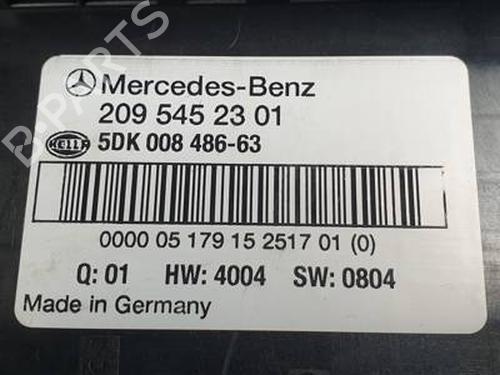 B-PARTS
Mercedes-Benz
209 545 23 01
HELLA 5DK 008 486-63
0000 05 179 15 2517 01 (0)
Q: 01 HW: 4004 SW: 0804
Made in Germany